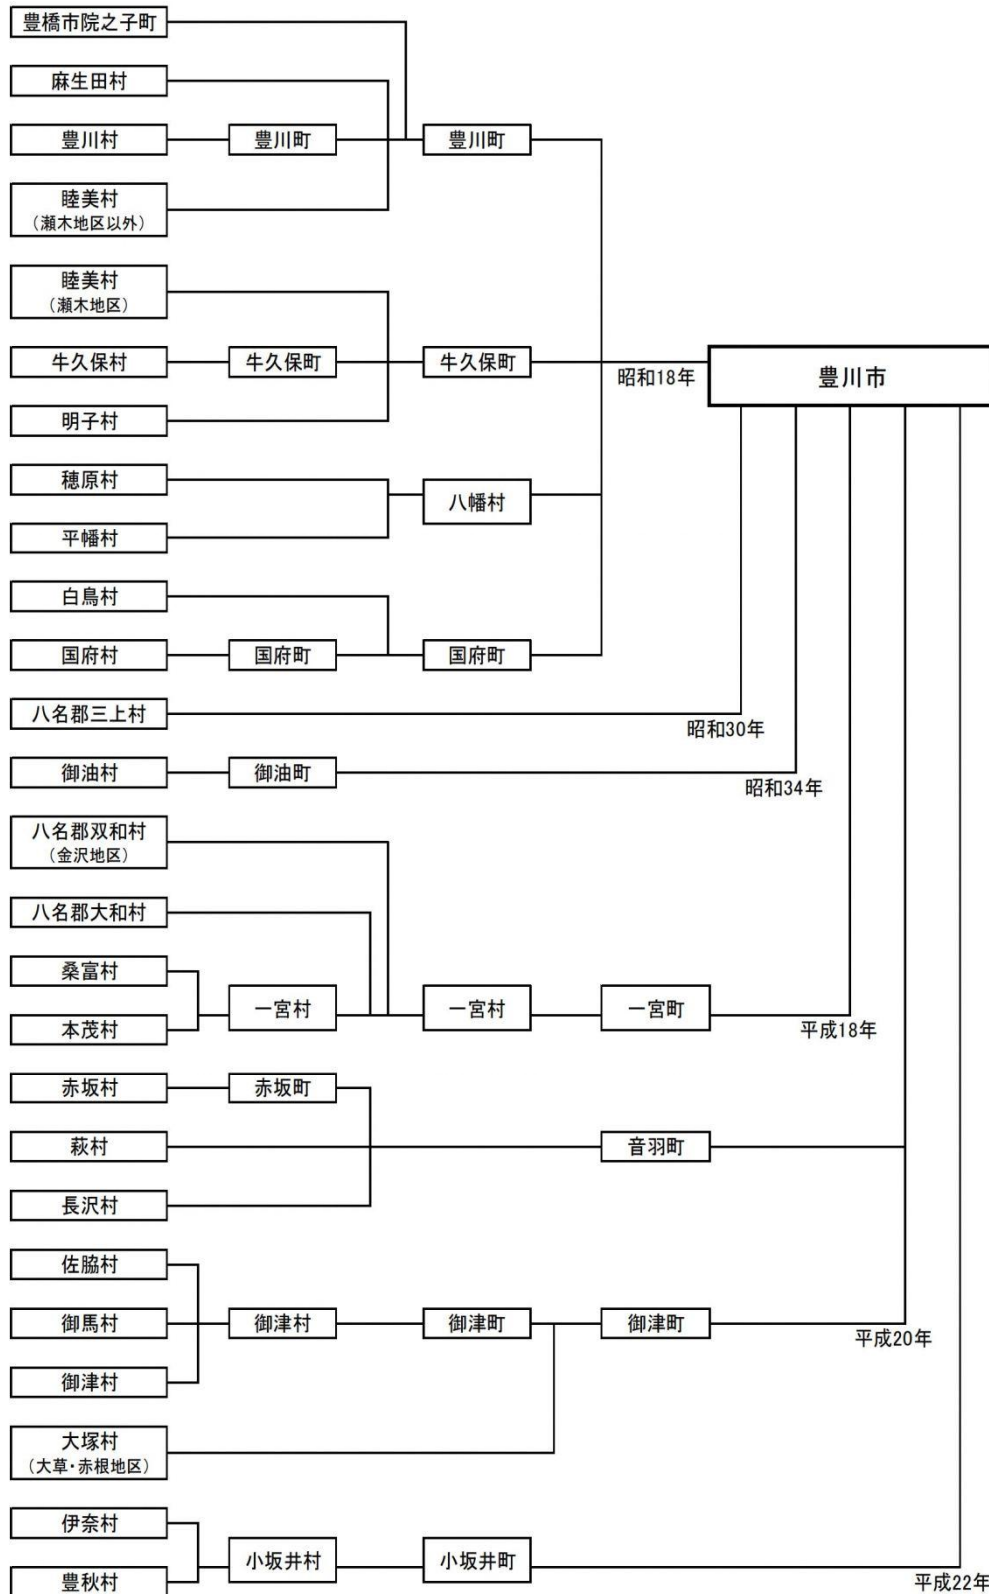 豊橋市院之子町
麻生田村
豊川村
豊川町
豊川町
睦美村
（瀬木地区以外）
睦美村
（瀬木地区）
牛久保村
牛久保町
牛久保町
昭和18年
豊川市
明子村
穂原村
八幡村
平幡村
白鳥村
国府村
国府町
国府町
八名郡三上村
昭和30年
御油村
御油町
昭和34年
八名郡双和村
（金沢地区）
八名郡大和村
桑富村
一宮村
一宮村
一宮町
本茂村
平成18年
赤坂村
赤坂町
萩村
音羽町
長沢村
佐脇村
御馬村
御津村
御津町
御津町
平成20年
御津村
大塚村
（大草・赤根地区）
伊奈村
小坂井村
小坂井町
豊秋村
平成22年